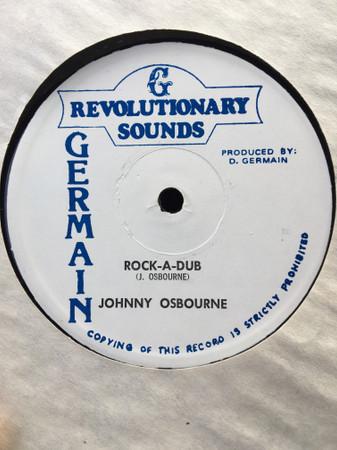 G
REVOLUTIONARY
SOUNDS
GERMAIN
PRODUCED BY:
D. GERMAIN
ROCK-A-DUB
(J. OSBOURNE)
JOHNNY OSBOURNE
COPYING OF THIS RECORD IS STRICTLY PROHIBITED